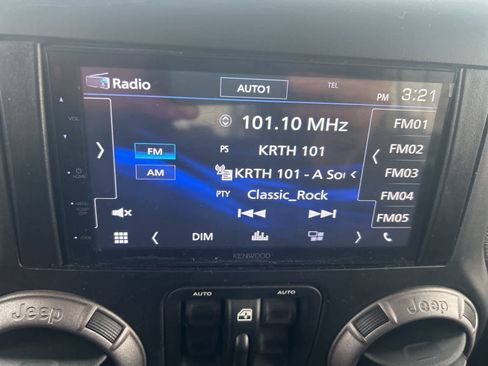 Radio
AUTO1
TEL
PM 3:21
VOL
101.10 MHz
FM01
FM
PS KRTH 101
FM02
AM
KRTH 101 - A So
FM03
HOME
PTY Classic_Rock
FM04
FM05
DIM
KENWOOD
AUTO AUTO
Jeep
Jeep